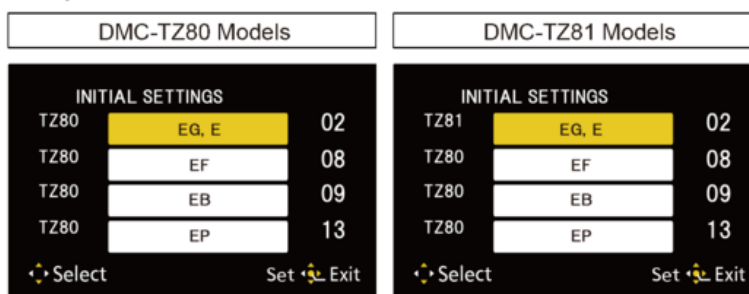 DMC-TZ80 Models
INITIAL SETTINGS
TZ80 EG, E 02
TZ80 EF 08
TZ80 EB 09
TZ80 EP 13
Select Set Exit
DMC-TZ81 Models
INITIAL SETTINGS
TZ81 EG, E 02
TZ80 EF 08
TZ80 EB 09
TZ80 EP 13
Select Set Exit